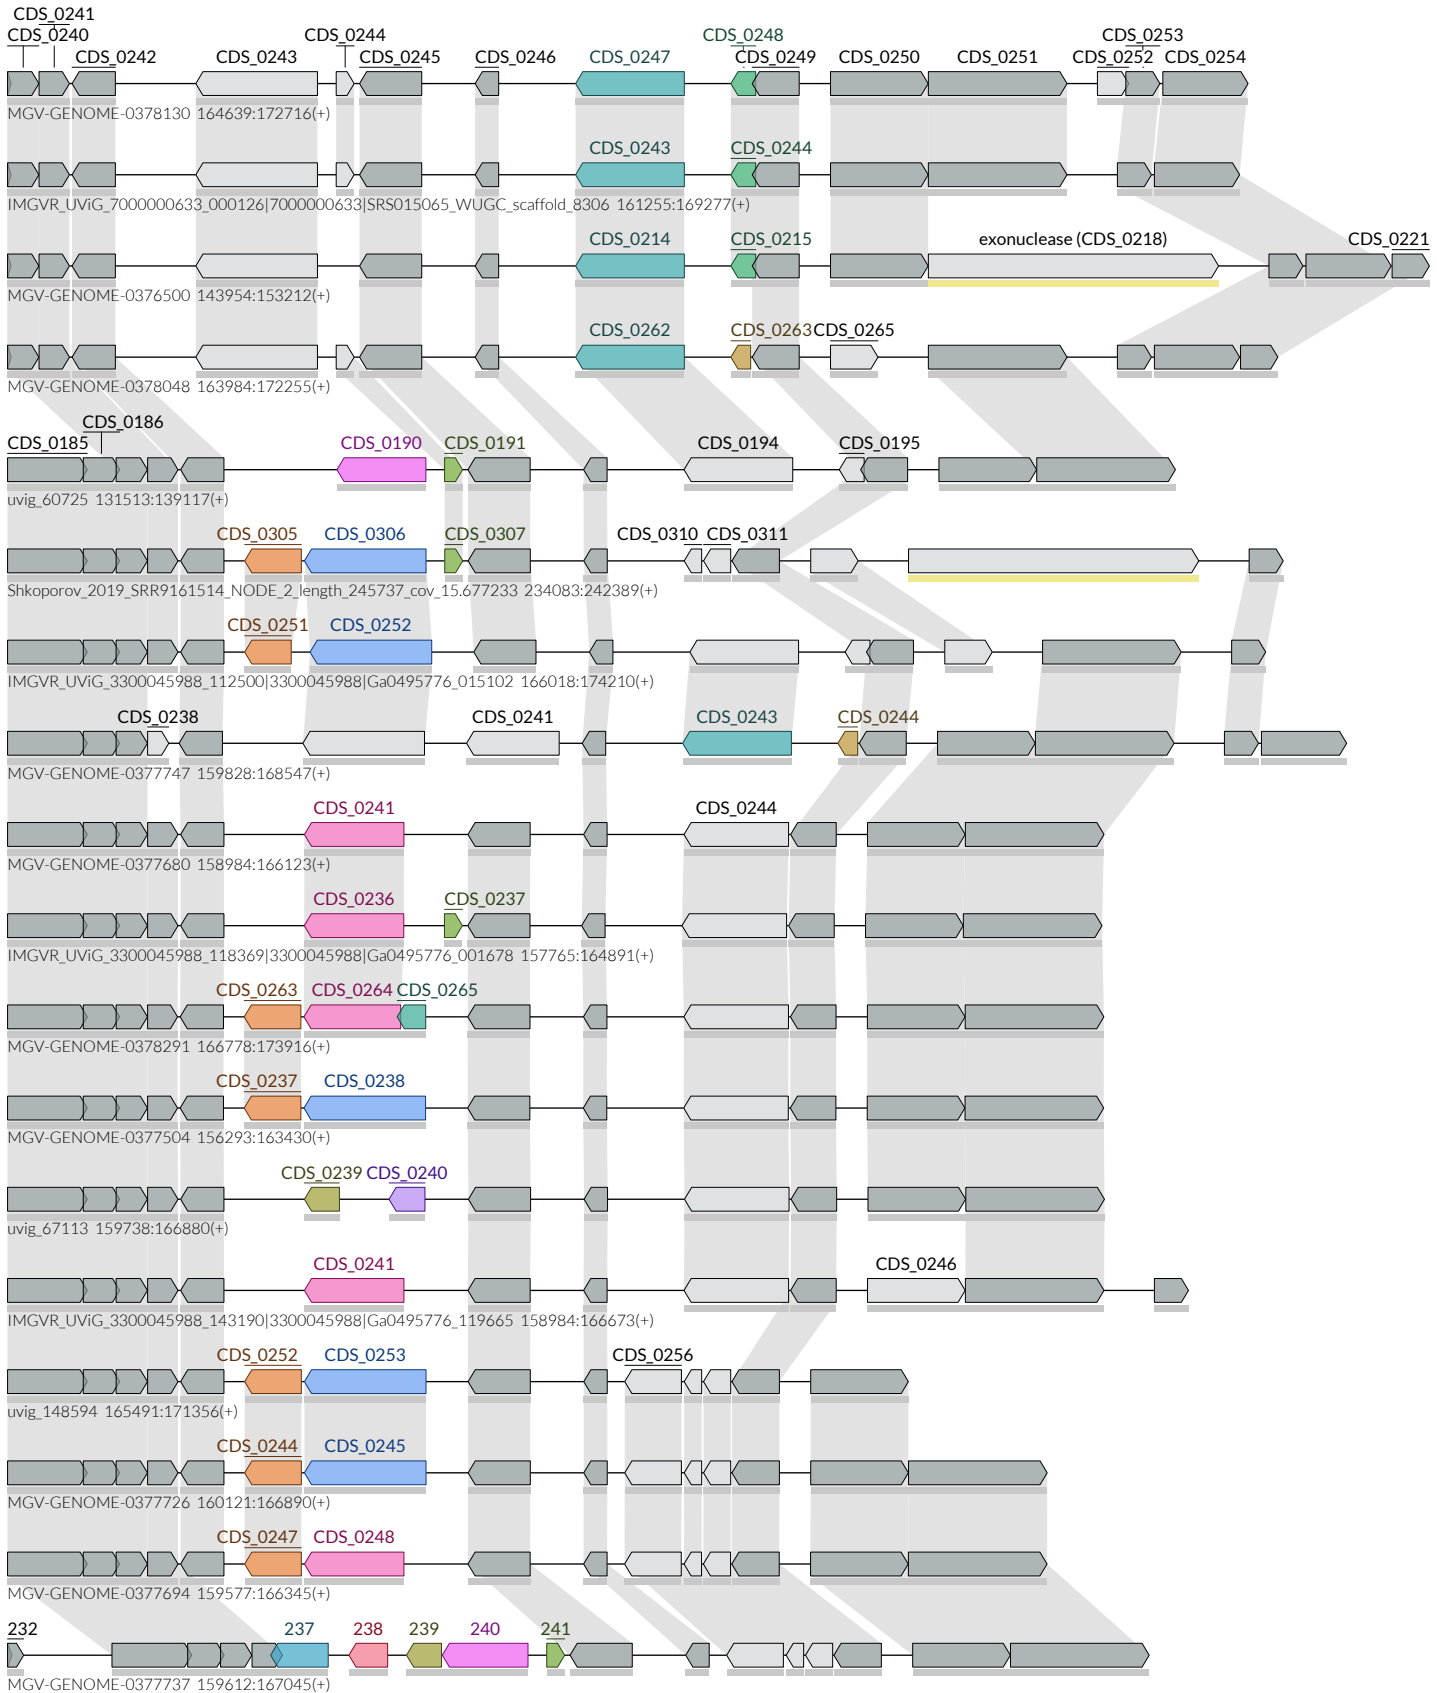 CDS_0241
CDS_0240 CDS_0244 CDS_0248 CDS_0253
CDS_0242 CDS_0243 CDS_0245 CDS_0246 CDS_0247 CDS_0249 CDS_0250 CDS_0251 CDS_0252 CDS_0254
MGV-GENOME-0378130 164639:172716(+)
CDS_0243 CDS_0244
IMGVR_UViG_7000000633_000126|7000000633|SRS015065_WUGC_scaffold_8306 161255:169277(+)
CDS_0214 CDS_0215 exonuclease (CDS_0218) CDS_0221
MGV-GENOME-0376500 143954:153212(+)
CDS_0262 CDS_0263 CDS_0265
MGV-GENOME-0378048 163984:172255(+)
CDS_0186
CDS_0185 CDS_0190 CDS_0191 CDS_0194 CDS_0195
uvig_60725 131513:139117(+)
CDS_0305 CDS_0306 CDS_0307 CDS_0310 CDS_0311
Shkoporov_2019_SRR9161514_NODE_2_length_245737_cov_15.677233 234083:242389(+)
CDS_0251 CDS_0252
IMGVR_UViG_3300045988_112500|3300045988|Ga0495776_015102 166018:174210(+)
CDS_0238 CDS_0241 CDS_0243 CDS_0244
MGV-GENOME-0377747 159828:168547(+)
CDS_0241 CDS_0244
MGV-GENOME-0377680 158984:166123(+)
CDS_0236 CDS_0237
IMGVR_UViG_3300045988_118369|3300045988|Ga0495776_001678 157765:164891(+)
CDS_0263 CDS_0264 CDS_0265
MGV-GENOME-0378291 166778:173916(+)
CDS_0237 CDS_0238
MGV-GENOME-0377504 156293:163430(+)
CDS_0239 CDS_0240
uvig_67113 159738:166880(+)
CDS_0241 CDS_0246
IMGVR_UViG_3300045988_143190|3300045988|Ga0495776_119665 158984:166673(+)
CDS_0252 CDS_0253 CDS_0256
uvig_148594 165491:171356(+)
CDS_0244 CDS_0245
MGV-GENOME-0377726 160121:166890(+)
CDS_0247 CDS_0248
MGV-GENOME-0377694 159577:166345(+)
232 237 238 239 240 241
MGV-GENOME-0377737 159612:167045(+)